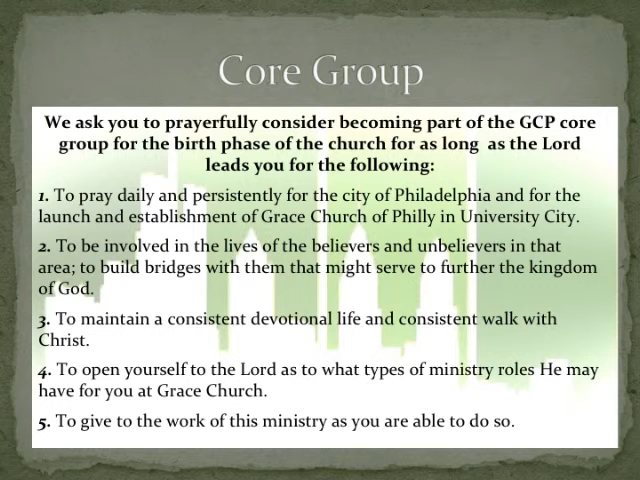 Core Group
We ask you to prayerfully consider becoming part of the GCP core
group for the birth phase of the church for as long  as the Lord
leads you for the following:
1. To pray daily and persistently for the city of Philadelphia and for the
launch and establishment of Grace Church of Philly in University City.
2. To be involved in the lives of the believers and unbelievers in that
area; to build bridges with them that might serve to further the kingdom
of God.
3. To maintain a consistent devotional life and consistent walk with
Christ.
4. To open yourself to the Lord as to what types of ministry roles He may
have for you at Grace Church.
5. To give to the work of this ministry as you are able to do so.